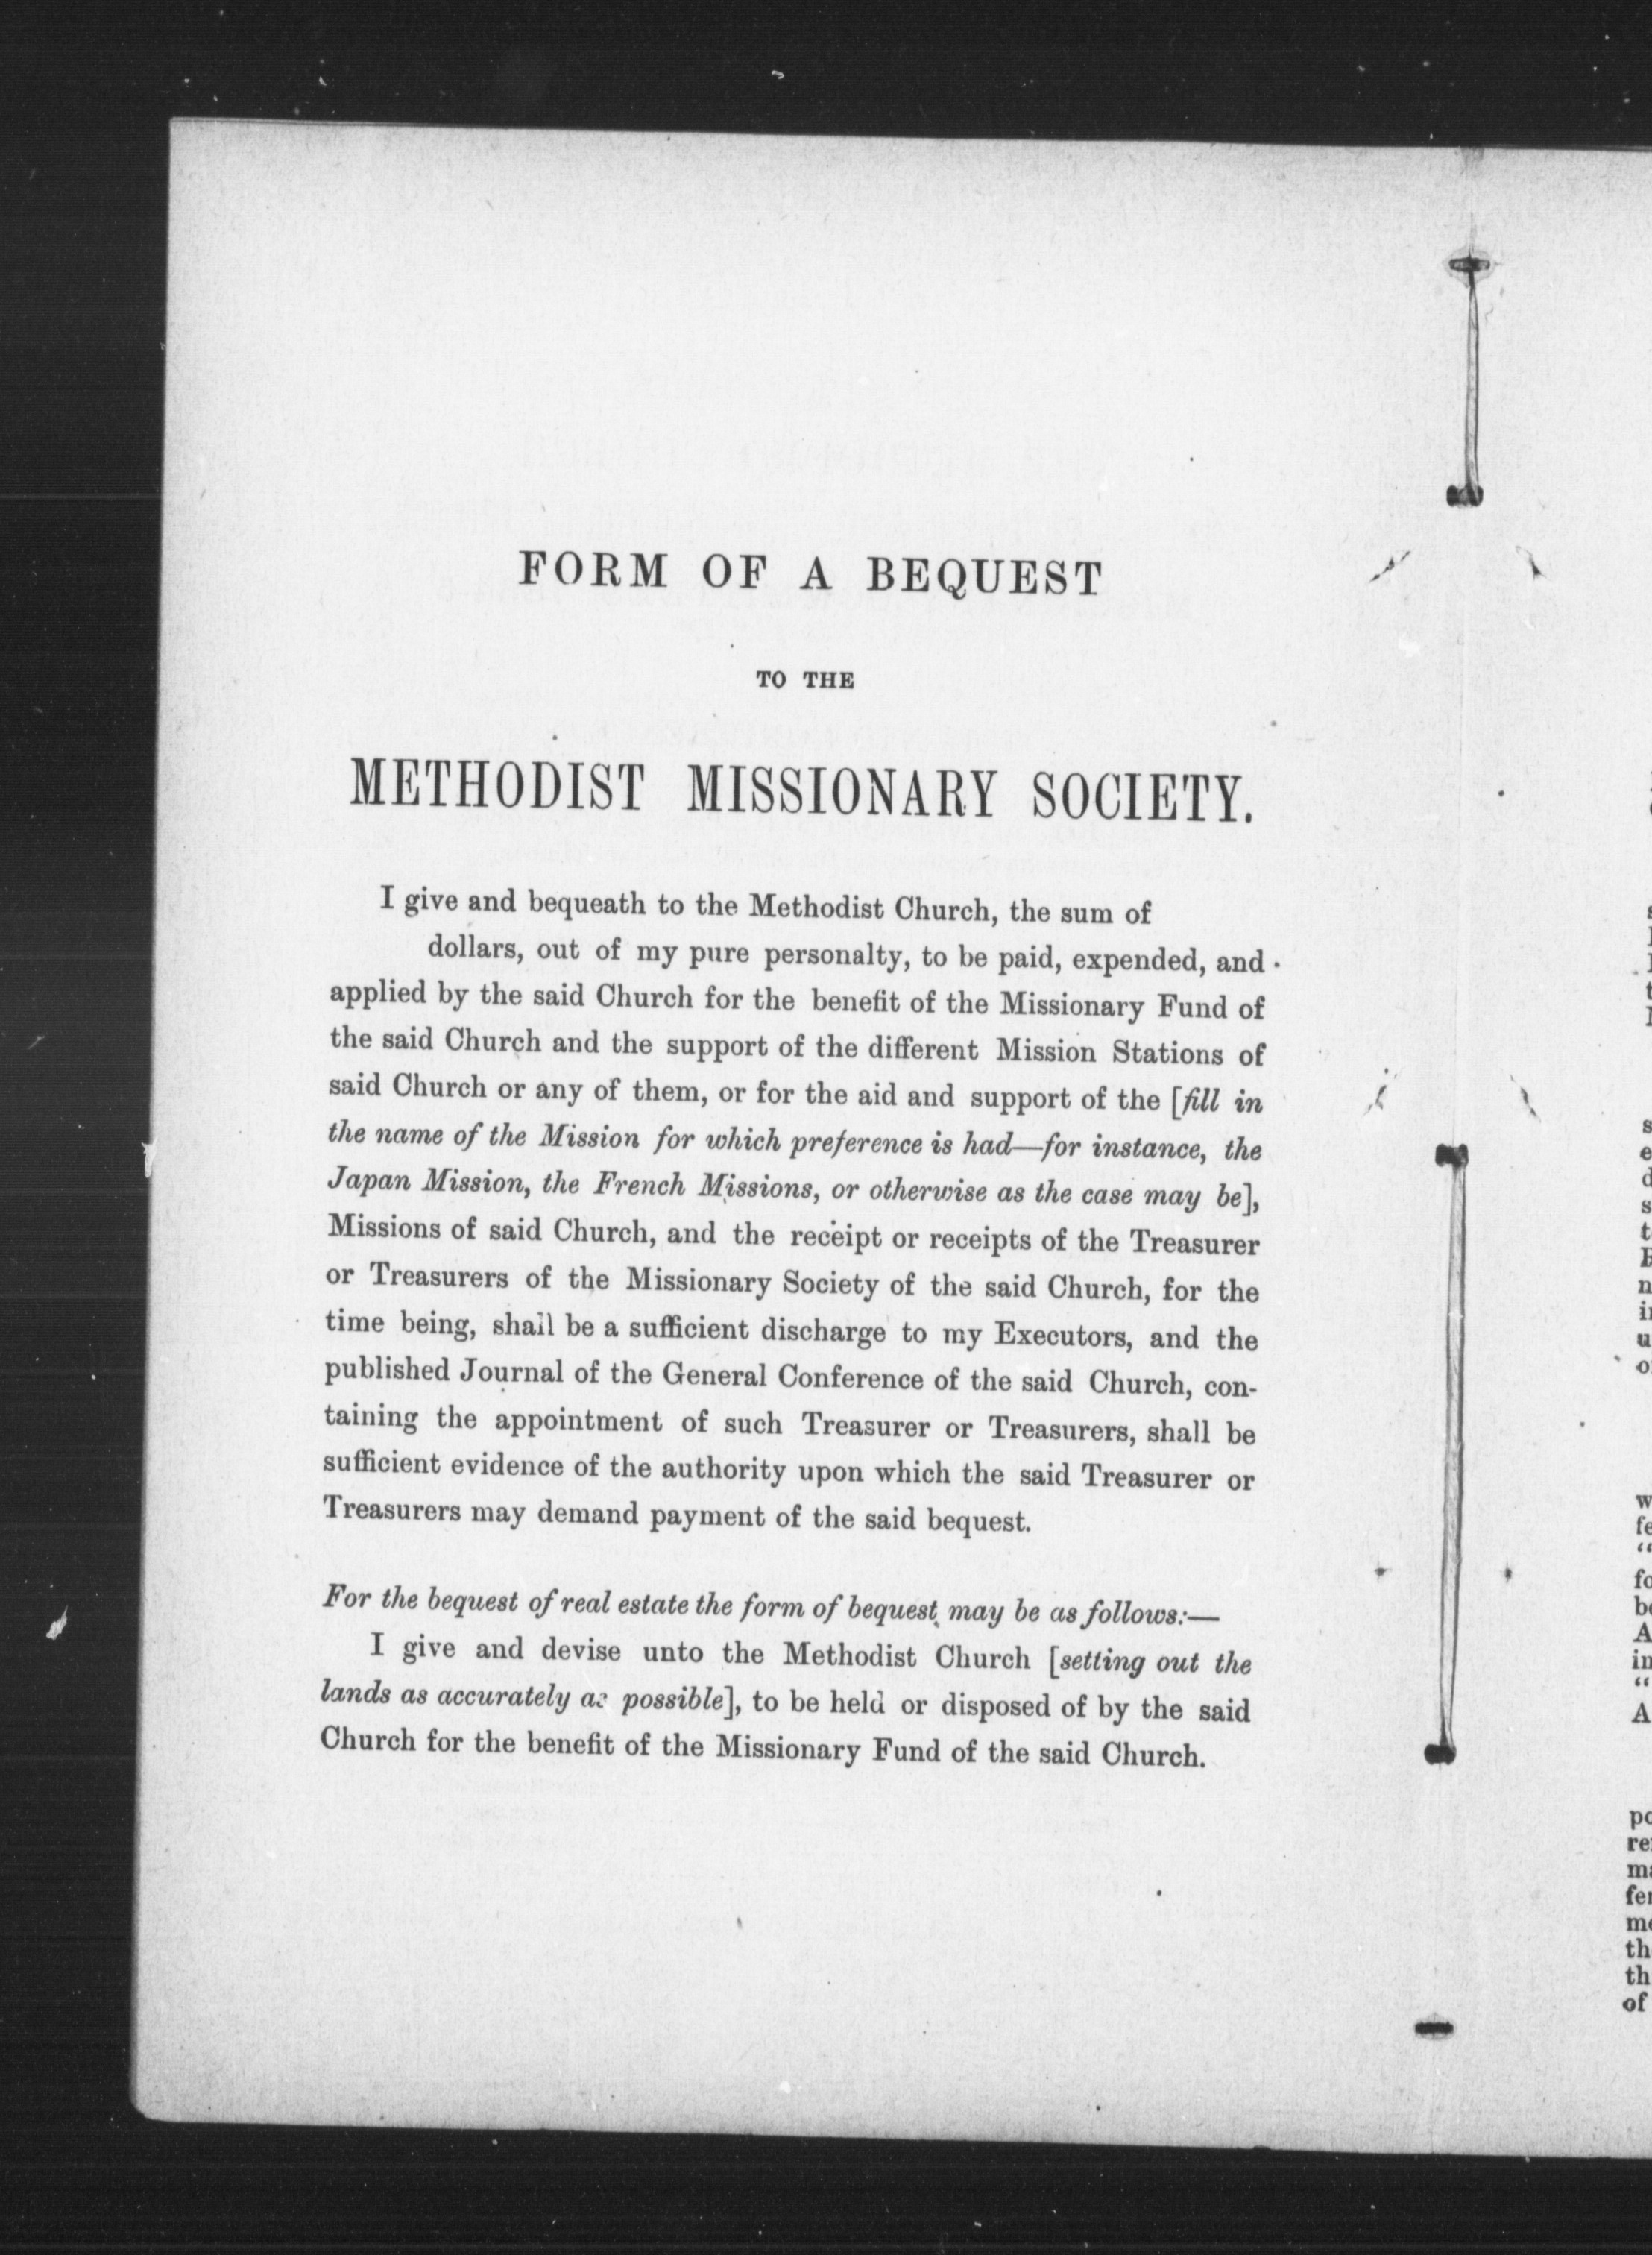 FORM OF A BEQUEST
TO THE
METHODIST MISSIONARY SOCIETY.
I give and bequeath to the Methodist Church, the sum of
dollars, out of my pure personalty, to be paid, expended, and
applied by the said Church for the benefit of the Missionary Fund of
the said Church and the support of the different Mission Stations of
said Church or any of them, or for the aid and support of the [fill in
the name of the Mission for which preference is had—for instance, the
Japan Mission, the French Missions, or otherwise as the case may be],
Missions of said Church, and the receipt or receipts of the Treasurer
or Treasurers of the Missionary Society of the said Church, for the
time being, shall be a sufficient discharge to my Executors, and the
published Journal of the General Conference of the said Church, con-
taining the appointment of such Treasurer or Treasurers, shall be
sufficient evidence of the authority upon which the said Treasurer or
Treasurers may demand payment of the said bequest.
For the bequest of real estate the form of bequest may be as follows:—
I give and devise unto the Methodist Church [setting out the
lands as accurately as possible], to be held or disposed of by the said
Church for the benefit of the Missionary Fund of the said Church.